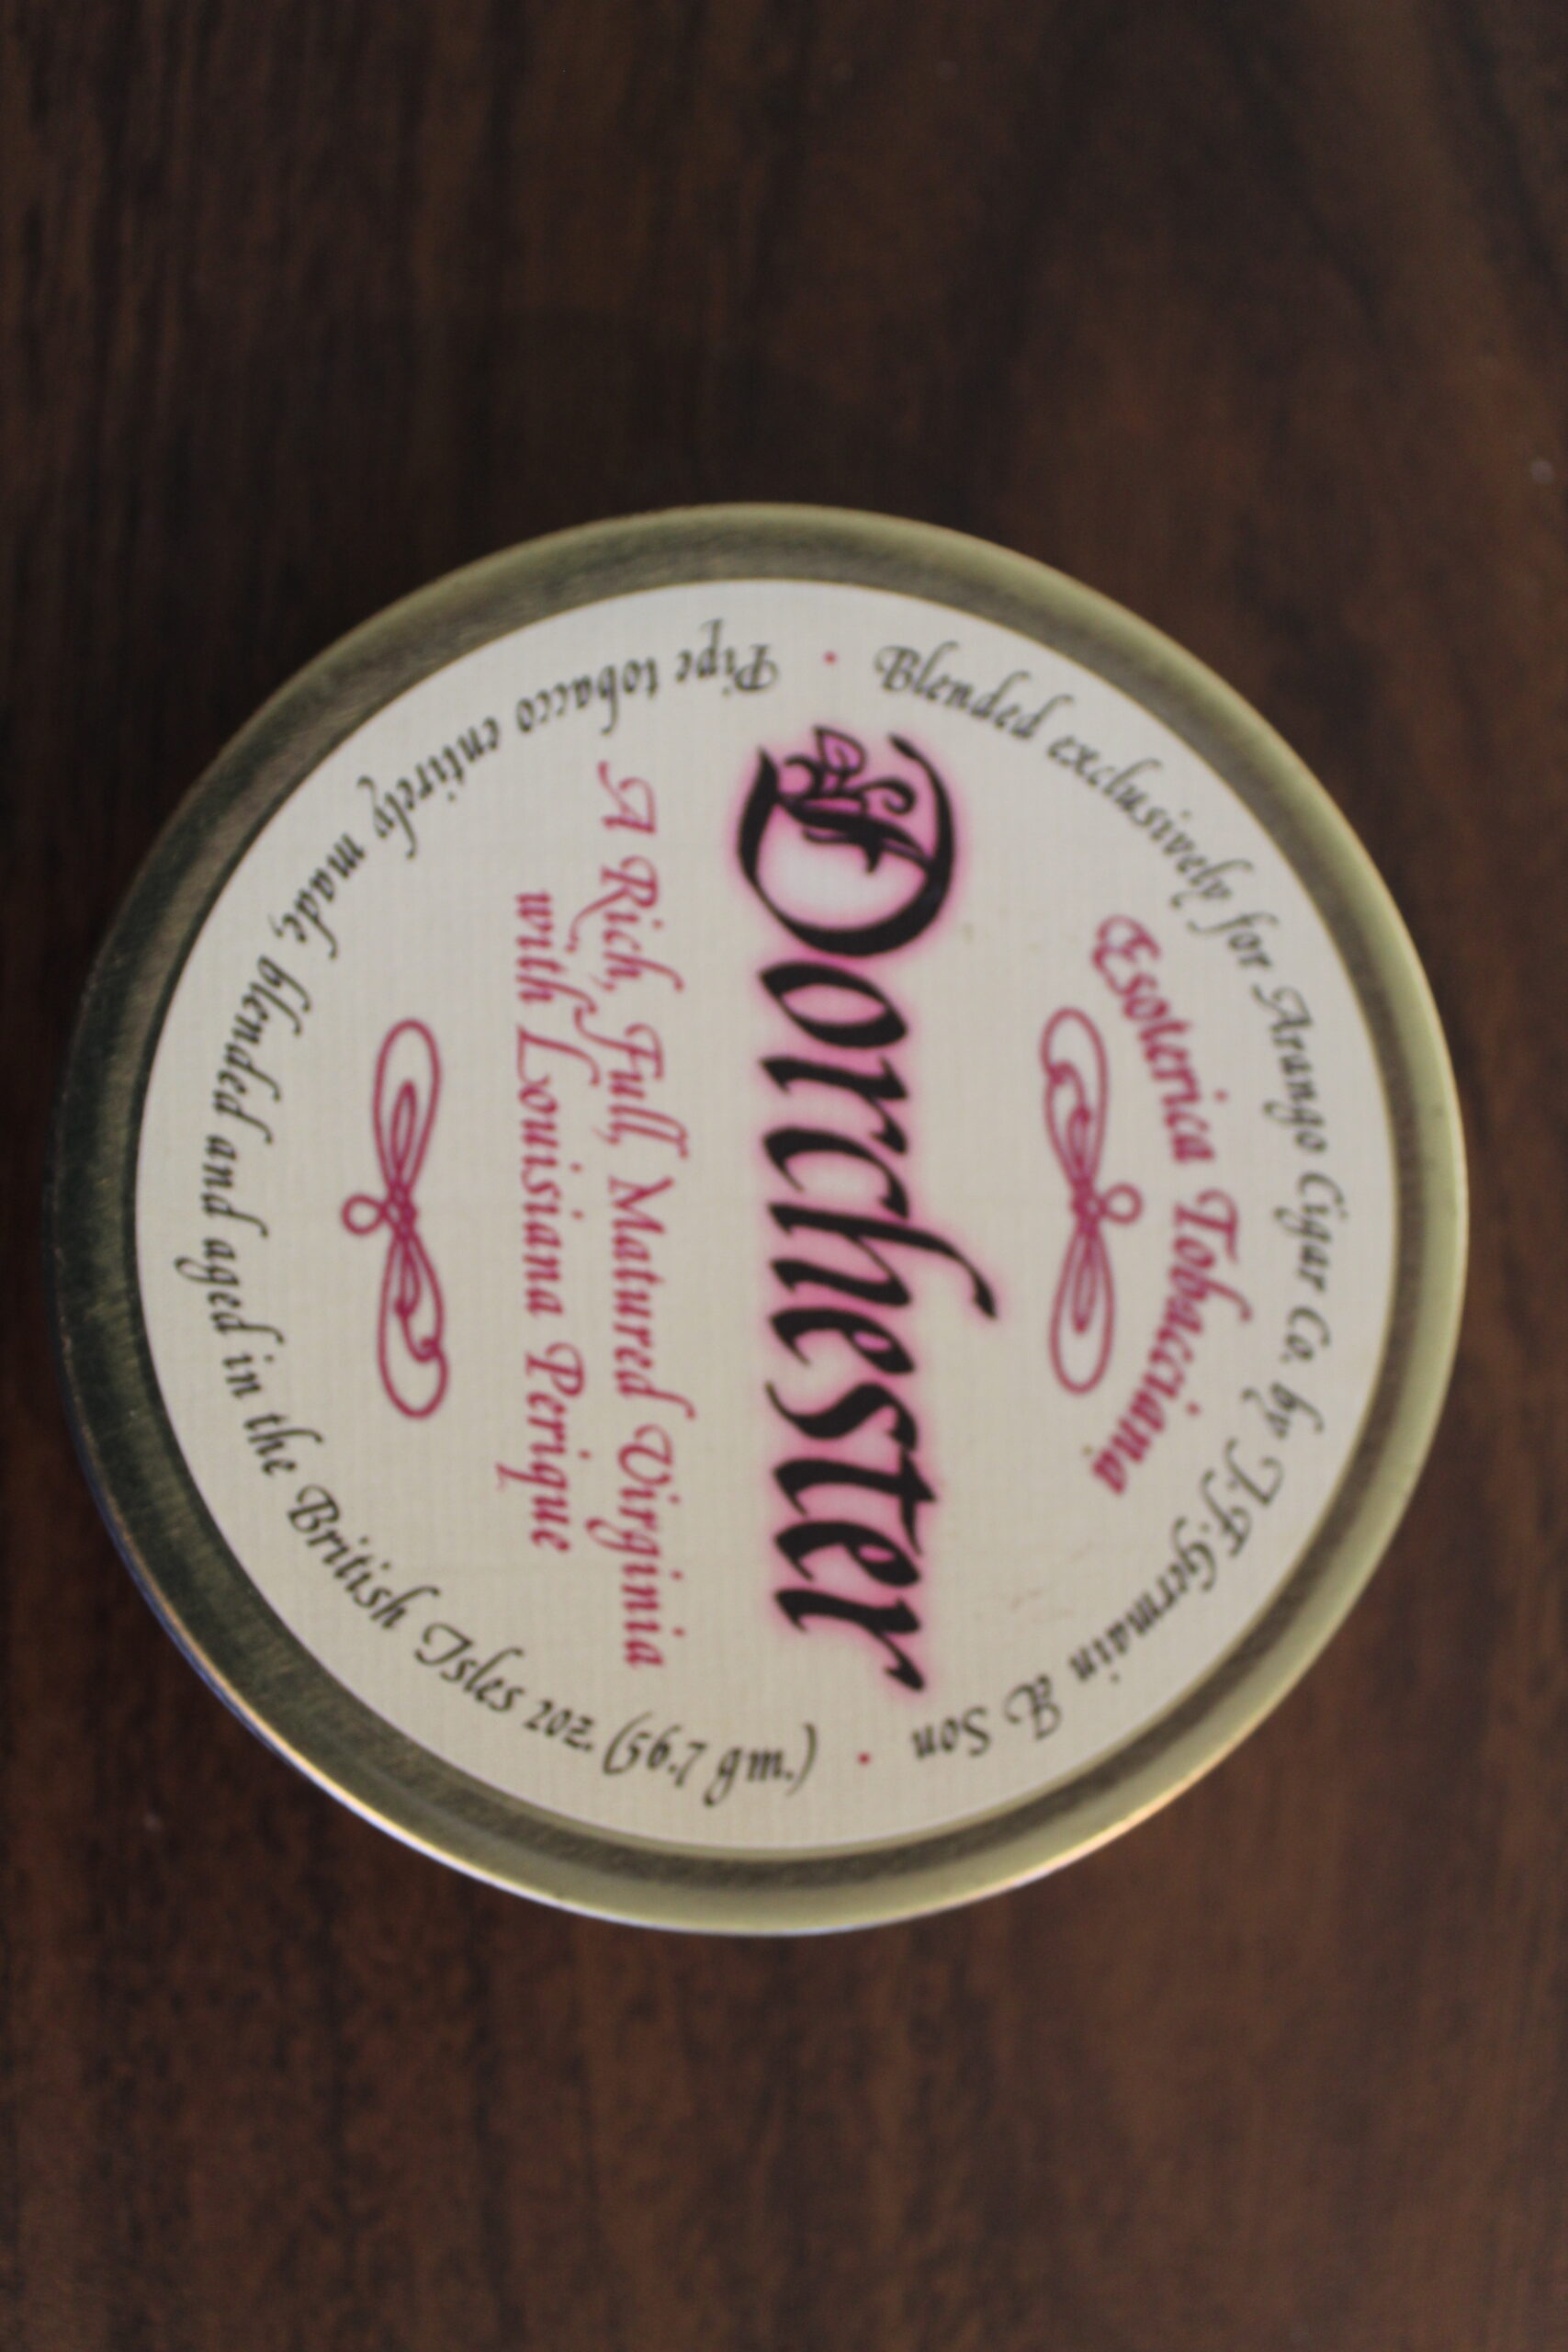 Blended exclusively for Arango Cigar Co. by J.F. Germain & Son
Esoterica Tobacciana
Dorchester
A Rich, Full, Matured Virginia
with Louisiana Perique
Pipe tobacco entirely made, blended and aged in the British Isles 2oz. (56.7 gm.)